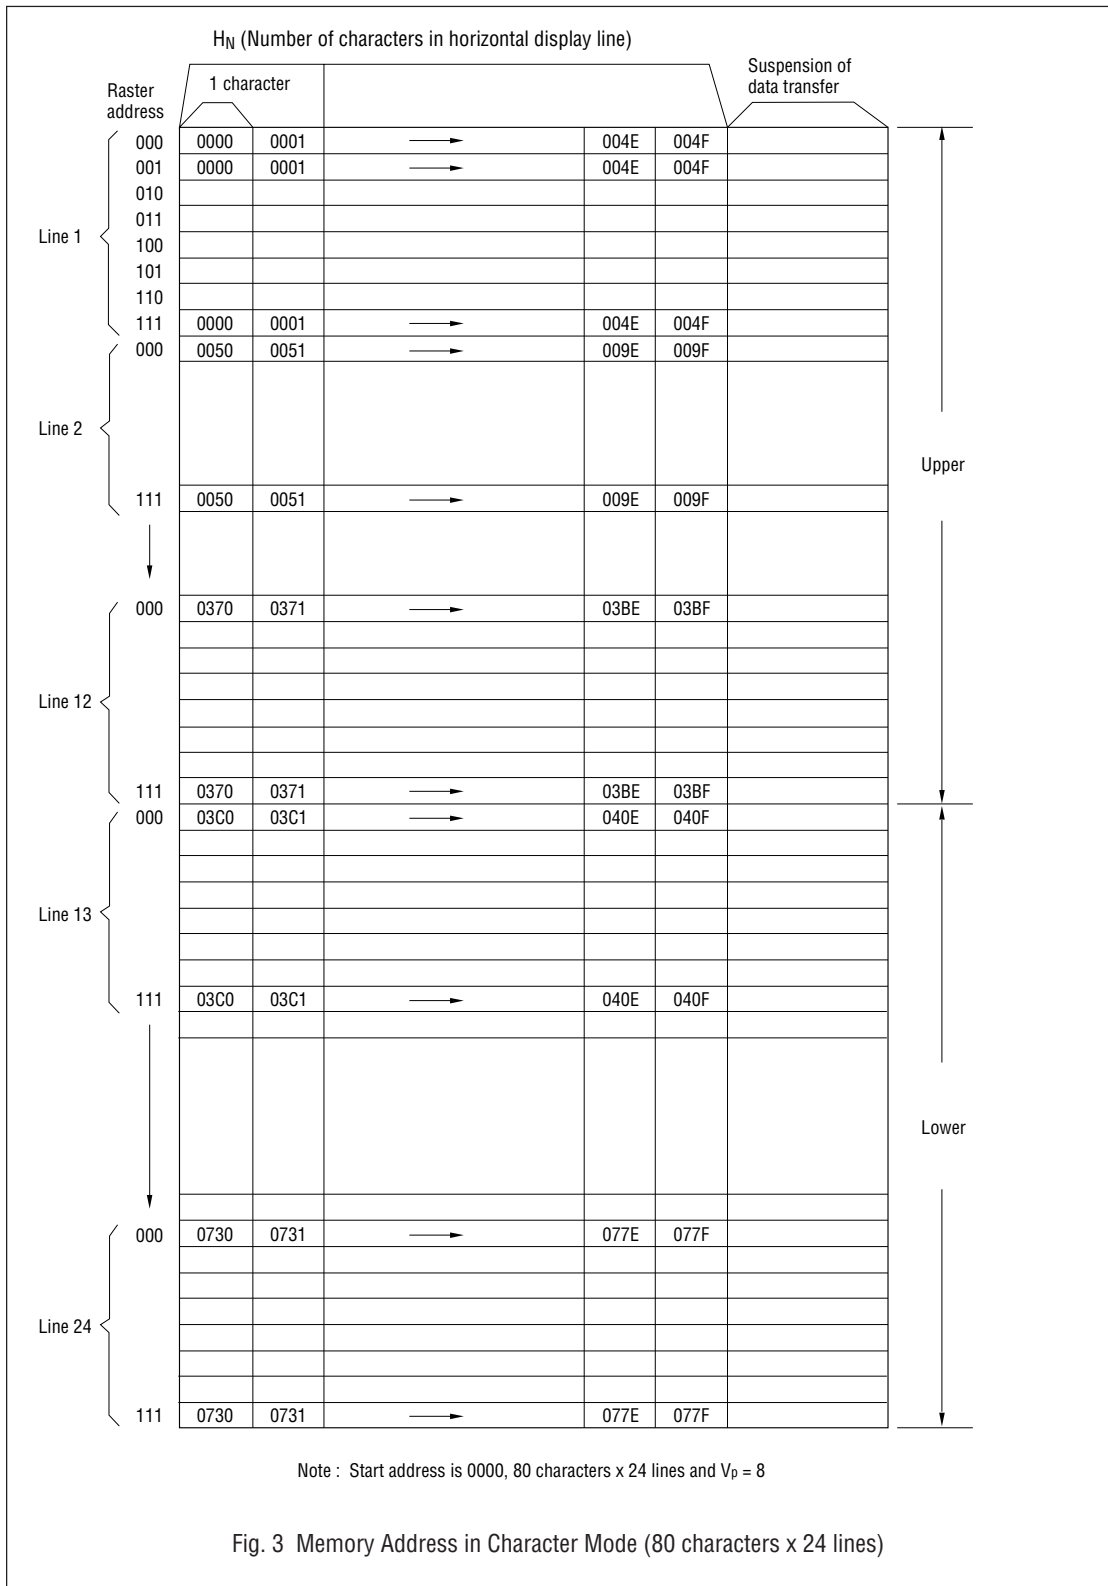 H_N (Number of characters in horizontal display line)
Suspension of
data transfer
1 character
Raster
address
000 0000 0001 004E 004F
001 0000 0001 004E 004F
010
011
Line 1
100
101
110
111 0000 0001 004E 004F
000 0050 0051 009E 009F
Line 2
Upper
111 0050 0051 009E 009F
000 0370 0371 03BE 03BF
Line 12
111 0370 0371 03BE 03BF
000 03C0 03C1 040E 040F
Line 13
111 03C0 03C1 040E 040F
Lower
000 0730 0731 077E 077F
Line 24
111 0730 0731 077E 077F
Note : Start address is 0000, 80 characters x 24 lines and Vp = 8
Fig. 3 Memory Address in Character Mode (80 characters x 24 lines)